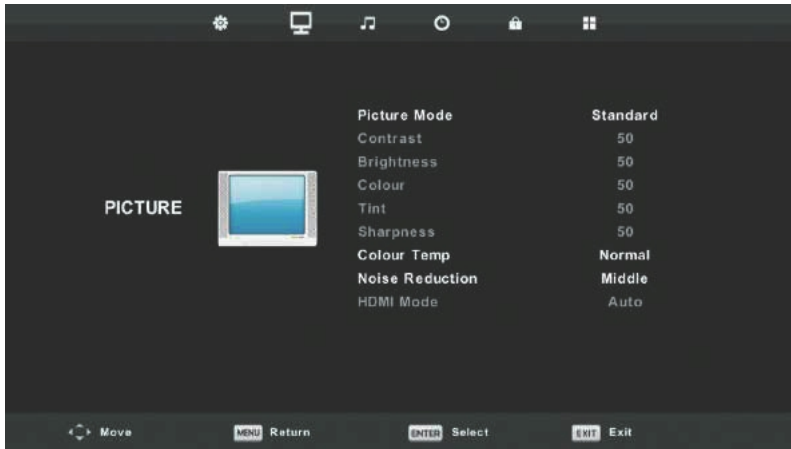 Picture Mode Standard
Contrast 50
Brightness 50
Colour 50
PICTURE
Tint 50
Sharpness 50
Colour Temp Normal
Noise Reduction Middle
HDMI Mode Auto
Move MENU Return ENTER Select EXIT Exit